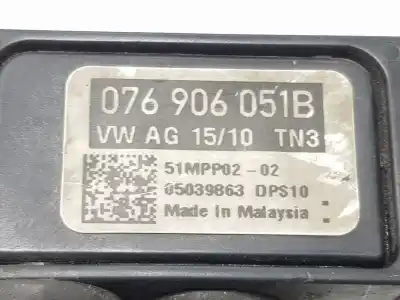 076 906 051B
VW AG 15/10 TN3
51MPP02-02
05039863 DPS10
Made In Malaysia